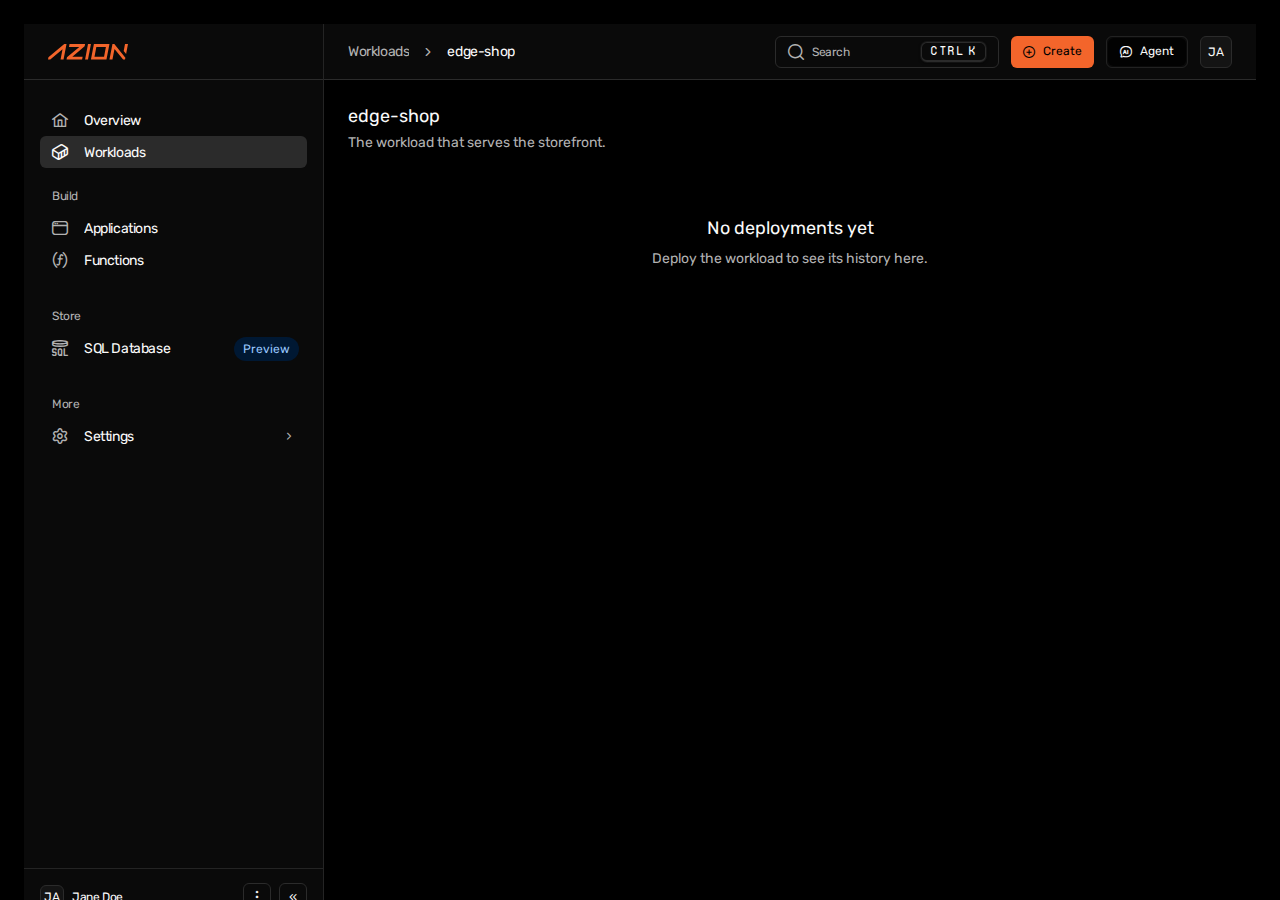 AZION
Workloads
edge-shop
Search
CTRL K
Create
AI
Agent
JA
Overview
Workloads
Build
Applications
Functions
Store
SQL
SQL Database
Preview
More
Settings
edge-shop
The workload that serves the storefront.
No deployments yet
Deploy the workload to see its history here.
JA
Jane Doe